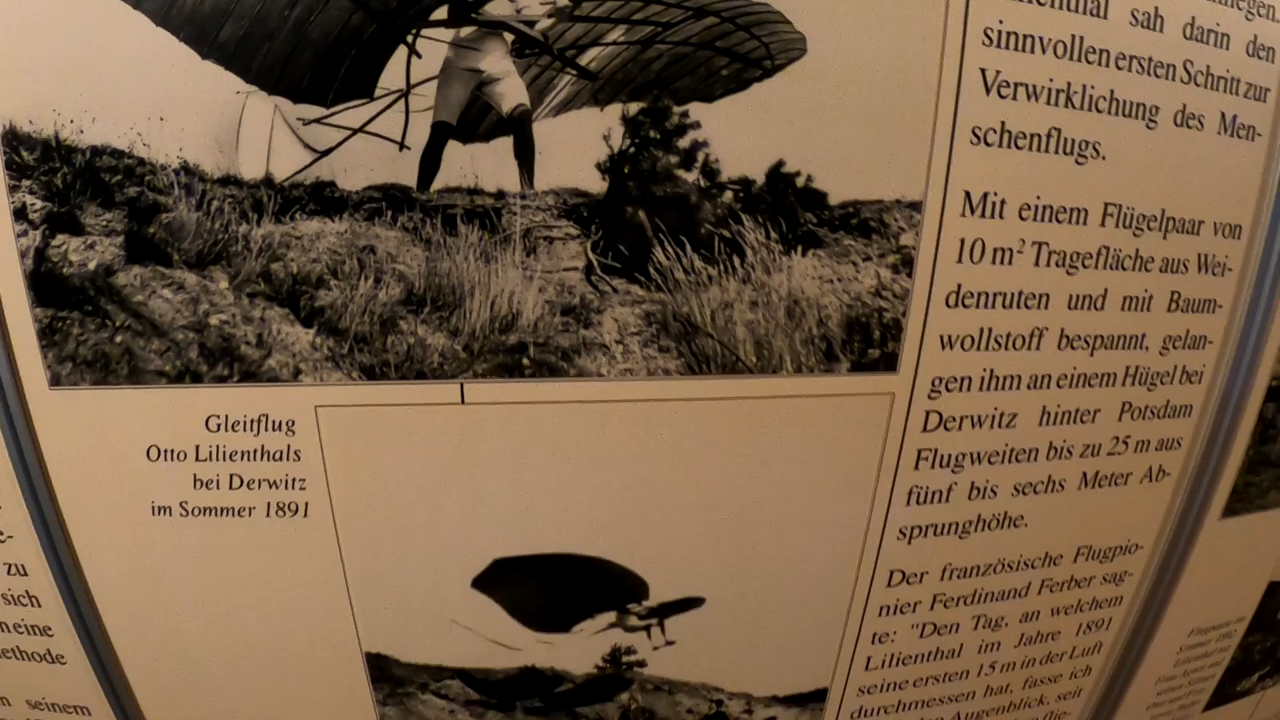 sah darin den
sinnvollen ersten Schritt zur
Verwirklichung des Men-
schenflugs.
Mit einem Flügelpaar von
10 m² Tragefläche aus Wei-
denruten und mit Baum-
wollstoff bespannt, gelan-
gen ihm an einem Hügel bei
Derwitz hinter Potsdam
Flugweiten bis zu 25 m aus
fünf bis sechs Meter Ab-
sprunghöhe.
Der französische Flugpio-
nier Ferdinand Ferber sag-
te: "Den Tag, an welchem
Lilienthal im Jahre 1891
seine ersten 15 m in der Luft
durchmessen hat, fasse ich
Augenblick, seit
Gleitflug
Otto Lilienthals
bei Derwitz
im Sommer 1891
zu
sich
eine
seinem